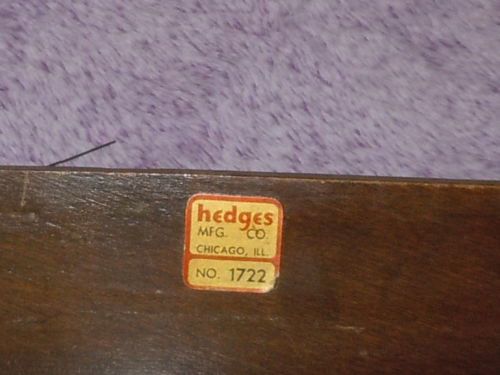 hedges
MFG. CO.
CHICAGO, ILL.
NO. 1722